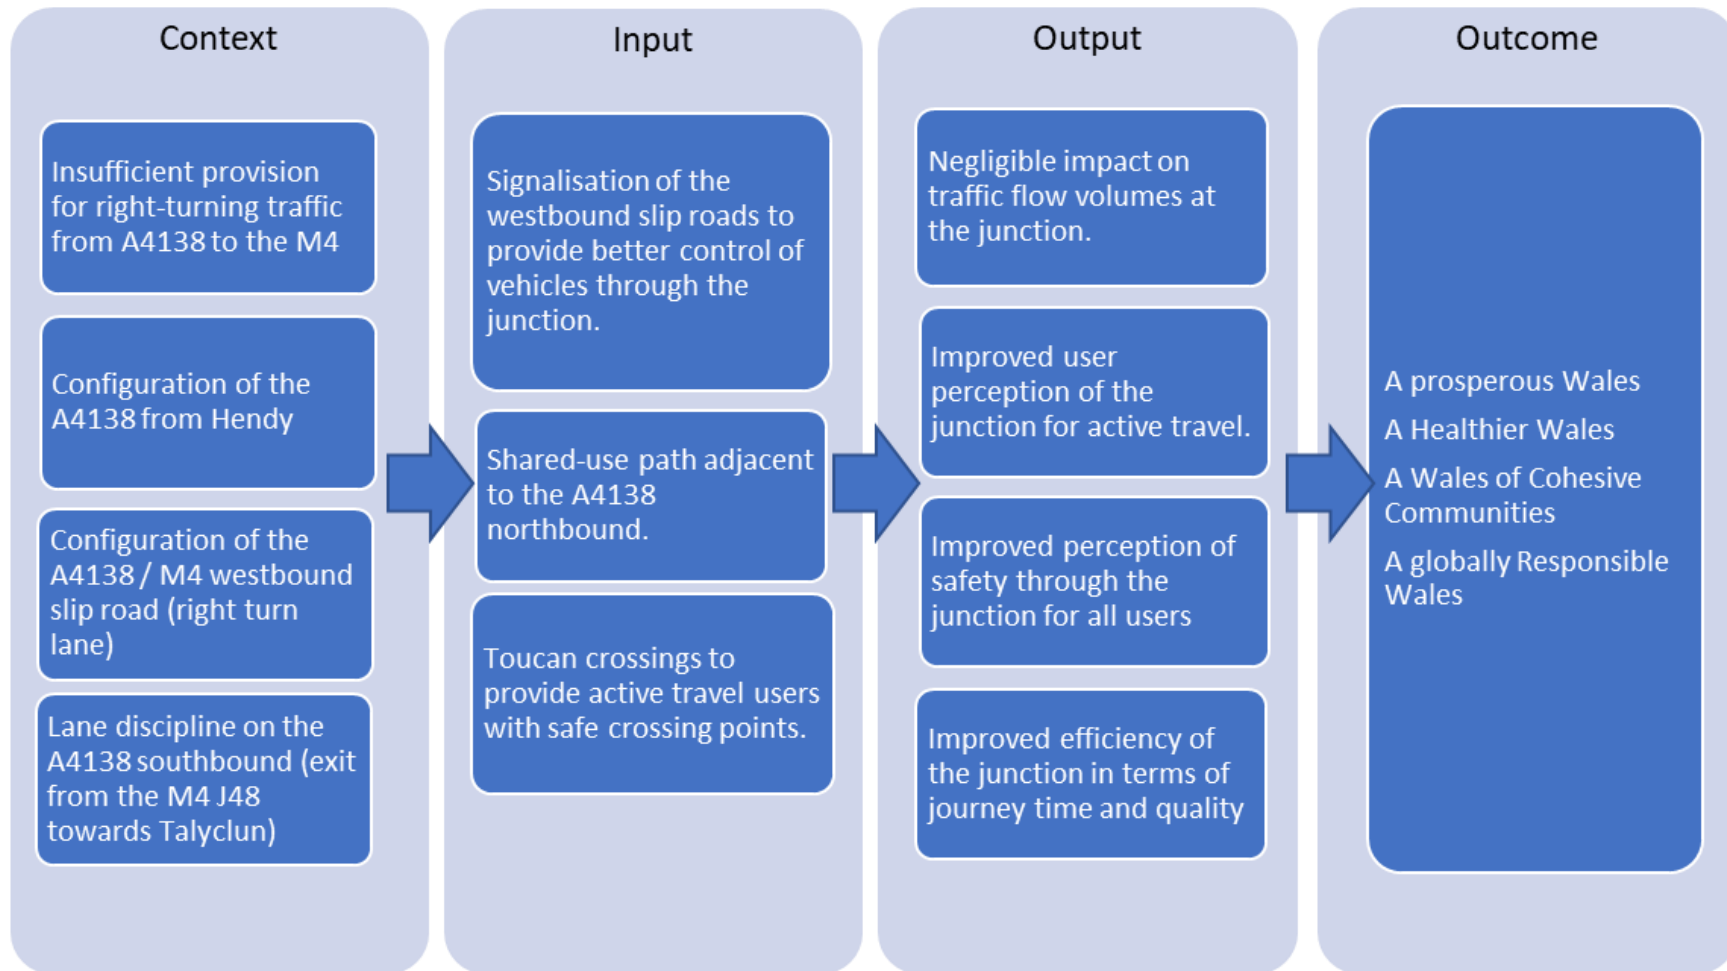 Context
Insufficient provision
for right-turning traffic
from A4138 to the M4
Configuration of the
A4138 from Hendy
Configuration of the
A4138 / M4 westbound
slip road (right turn
lane)
Lane discipline on the
A4138 southbound (exit
from the M4 J48
towards Talyclun)
Input
Signalisation of the
westbound slip roads to
provide better control of
vehicles through the
junction.
Shared-use path adjacent
to the A4138
northbound.
Toucan crossings to
provide active travel users
with safe crossing points.
Output
Negligible impact on
traffic flow volumes at
the junction.
Improved user
perception of the
junction for active travel.
Improved perception of
safety through the
junction for all users
Improved efficiency of
the junction in terms of
journey time and quality
Outcome
A prosperous Wales
A Healthier Wales
A Wales of Cohesive
Communities
A globally Responsible
Wales